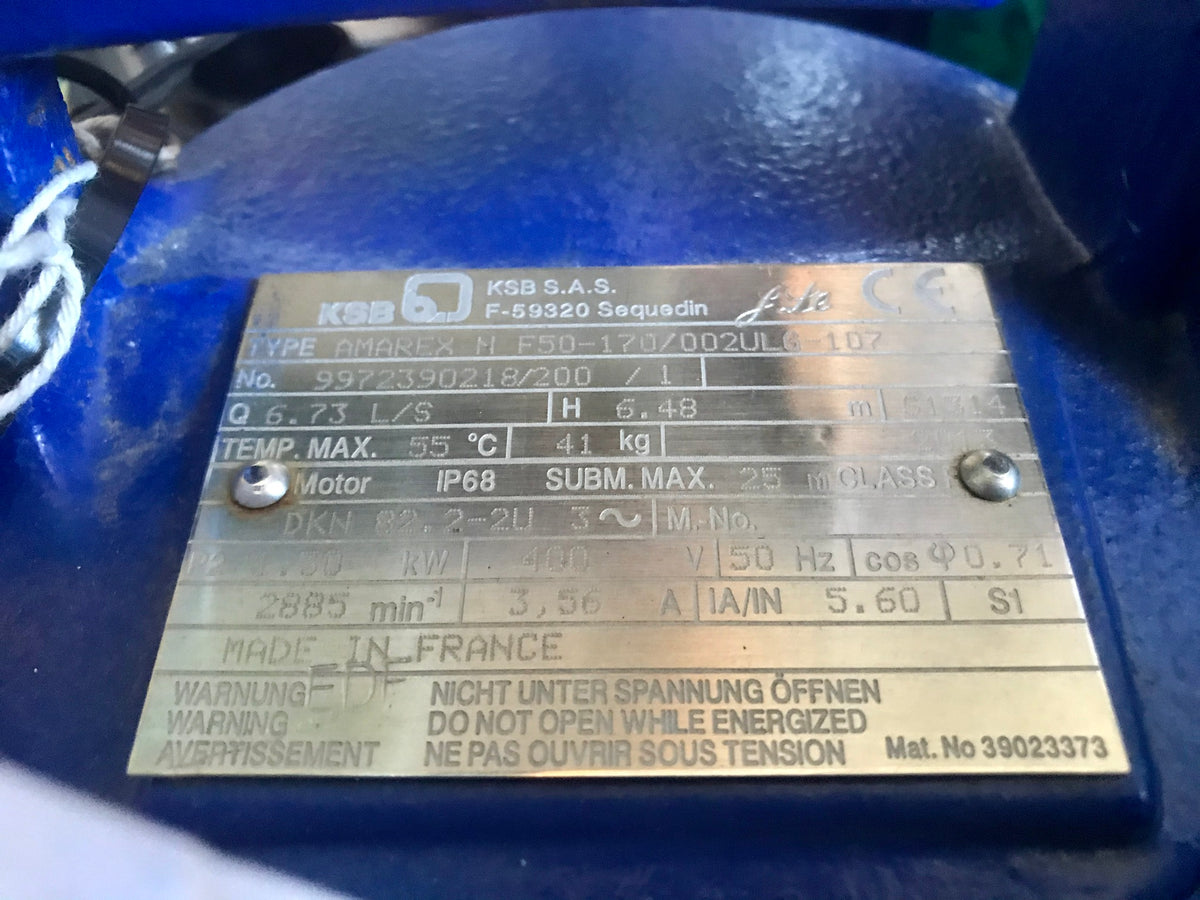 KSB KSB S.A.S.
F-59320 Sequedin
CE
TYPE AMAREX N F50-170/002ULG-107
No. 9972390218/200 / 1
Q 6.73 L/S H 6.48 m
TEMP. MAX. 55 °C 41 kg
Motor IP68 SUBM. MAX. 25 m CLASS
DKN 82.2-2U 3~ M.-No.
P2 kW 400 V 50 Hz cos φ 0.71
2885 min⁻¹ 3,56 A IA/IN 5.60 S1
MADE IN FRANCE
EDF
WARNUNG NICHT UNTER SPANNUNG ÖFFNEN
WARNING DO NOT OPEN WHILE ENERGIZED
AVERTISSEMENT NE PAS OUVRIR SOUS TENSION Mat. No 39023373